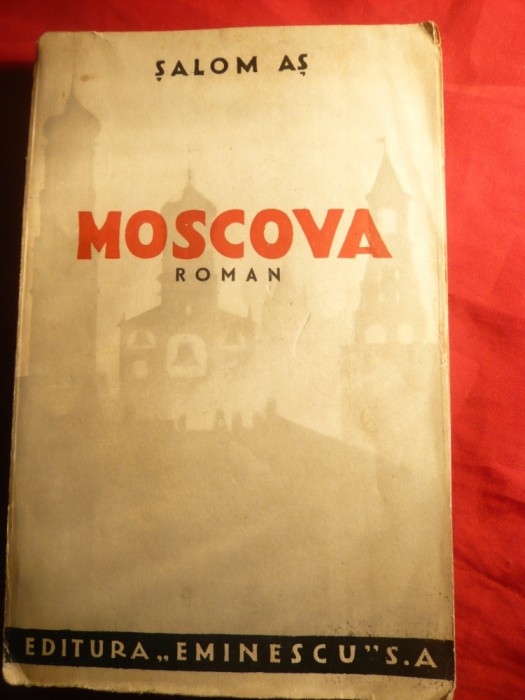 ȘALOM AȘ
MOSCOVA
ROMAN
EDITURA „EMINESCU” S.A